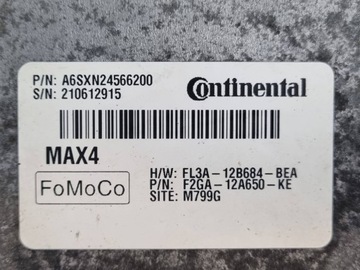 P/N: A6SXN24566200
S/N: 210612915
Continental
MAX4
FoMoCo
H/W: FL3A-12B684-BEA
P/N: F2GA-12A650-KE
SITE: M799G